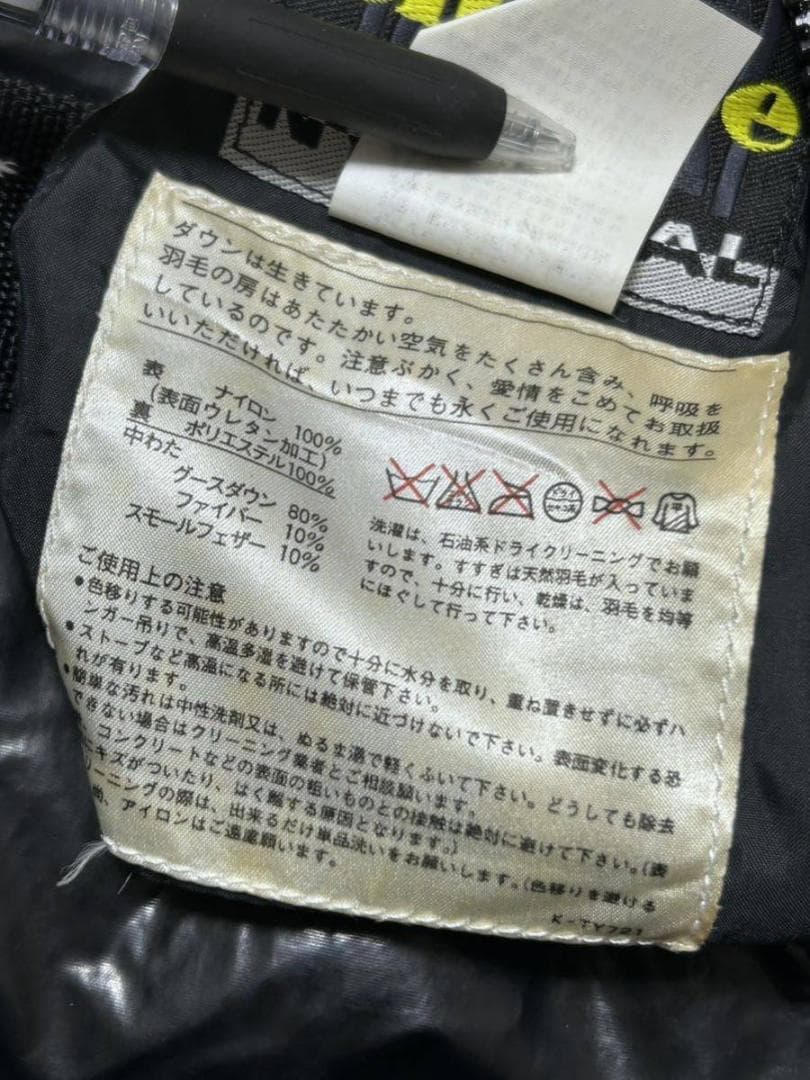 AL
ダウンは生きています。
羽毛の房はあたたかい空気をたくさん含み、呼吸を
しているのです。注意ぶかく、愛情をこめてお取扱
いいただければ、いつまでも永くご使用になれます。
表 ナイロン 100%
(表面ウレタン加工)
裏 ポリエステル100%
中わた
グースダウン 80%
ファイバー 10%
スモールフェザー 10%
ドライ
セキユ系
平
洗濯は、石油系ドライクリーニングでお願
いします。すすぎは天然羽毛が入っていま
すので、十分に行い、乾燥は、羽毛を均等
にほぐして行って下さい。
ご使用上の注意
●色移りする可能性がありますので十分に水分を取り、重ね置きせずに必ずハ
ンガー吊りで、高温多湿を避けて保管下さい。
●ストーブなど高温になる所には絶対に近づけないで下さい。表面変化する恐
れが有ります。
●簡単な汚れは中性洗剤又は、ぬるま湯で軽くふいて下さい。どうしても除去
できない場合はクリーニング業者とご相談願います。
、コンクリートなどの表面の粗いものとの接触は絶対に避けて下さい。(表
にキズがついたり、はく離する原因となります。)
リーニングの際は、出来るだけ単品洗いをお願いします。(色移りを避ける
尚、アイロンはご遠慮願います。
K-TY721